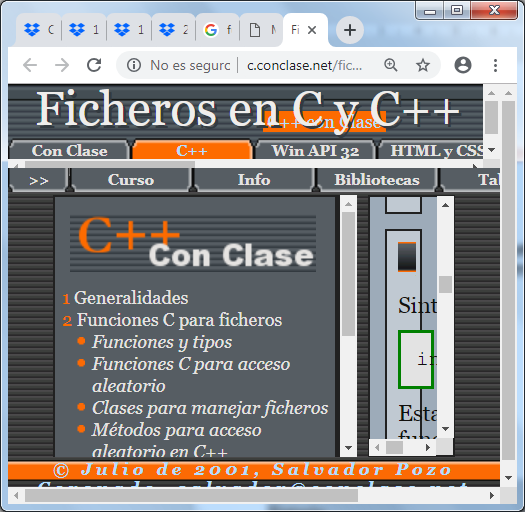 C
1
1
2
f
M
Fi
No es segurc
c.conclase.net/fic...
Ficheros en C y C++
C++ con Clase
Con Clase
C++
Win API 32
HTML y CSS
>>
Curso
Info
Bibliotecas
Tab
C++
Con Clase
1 Generalidades
2 Funciones C para ficheros
Funciones y tipos
Funciones C para acceso
aleatorio
Clases para manejar ficheros
Métodos para acceso
aleatorio en C++
Sint
in
Esta
func
© Julio de 2001, Salvador Pozo
Coronado, salvador@conclase.net